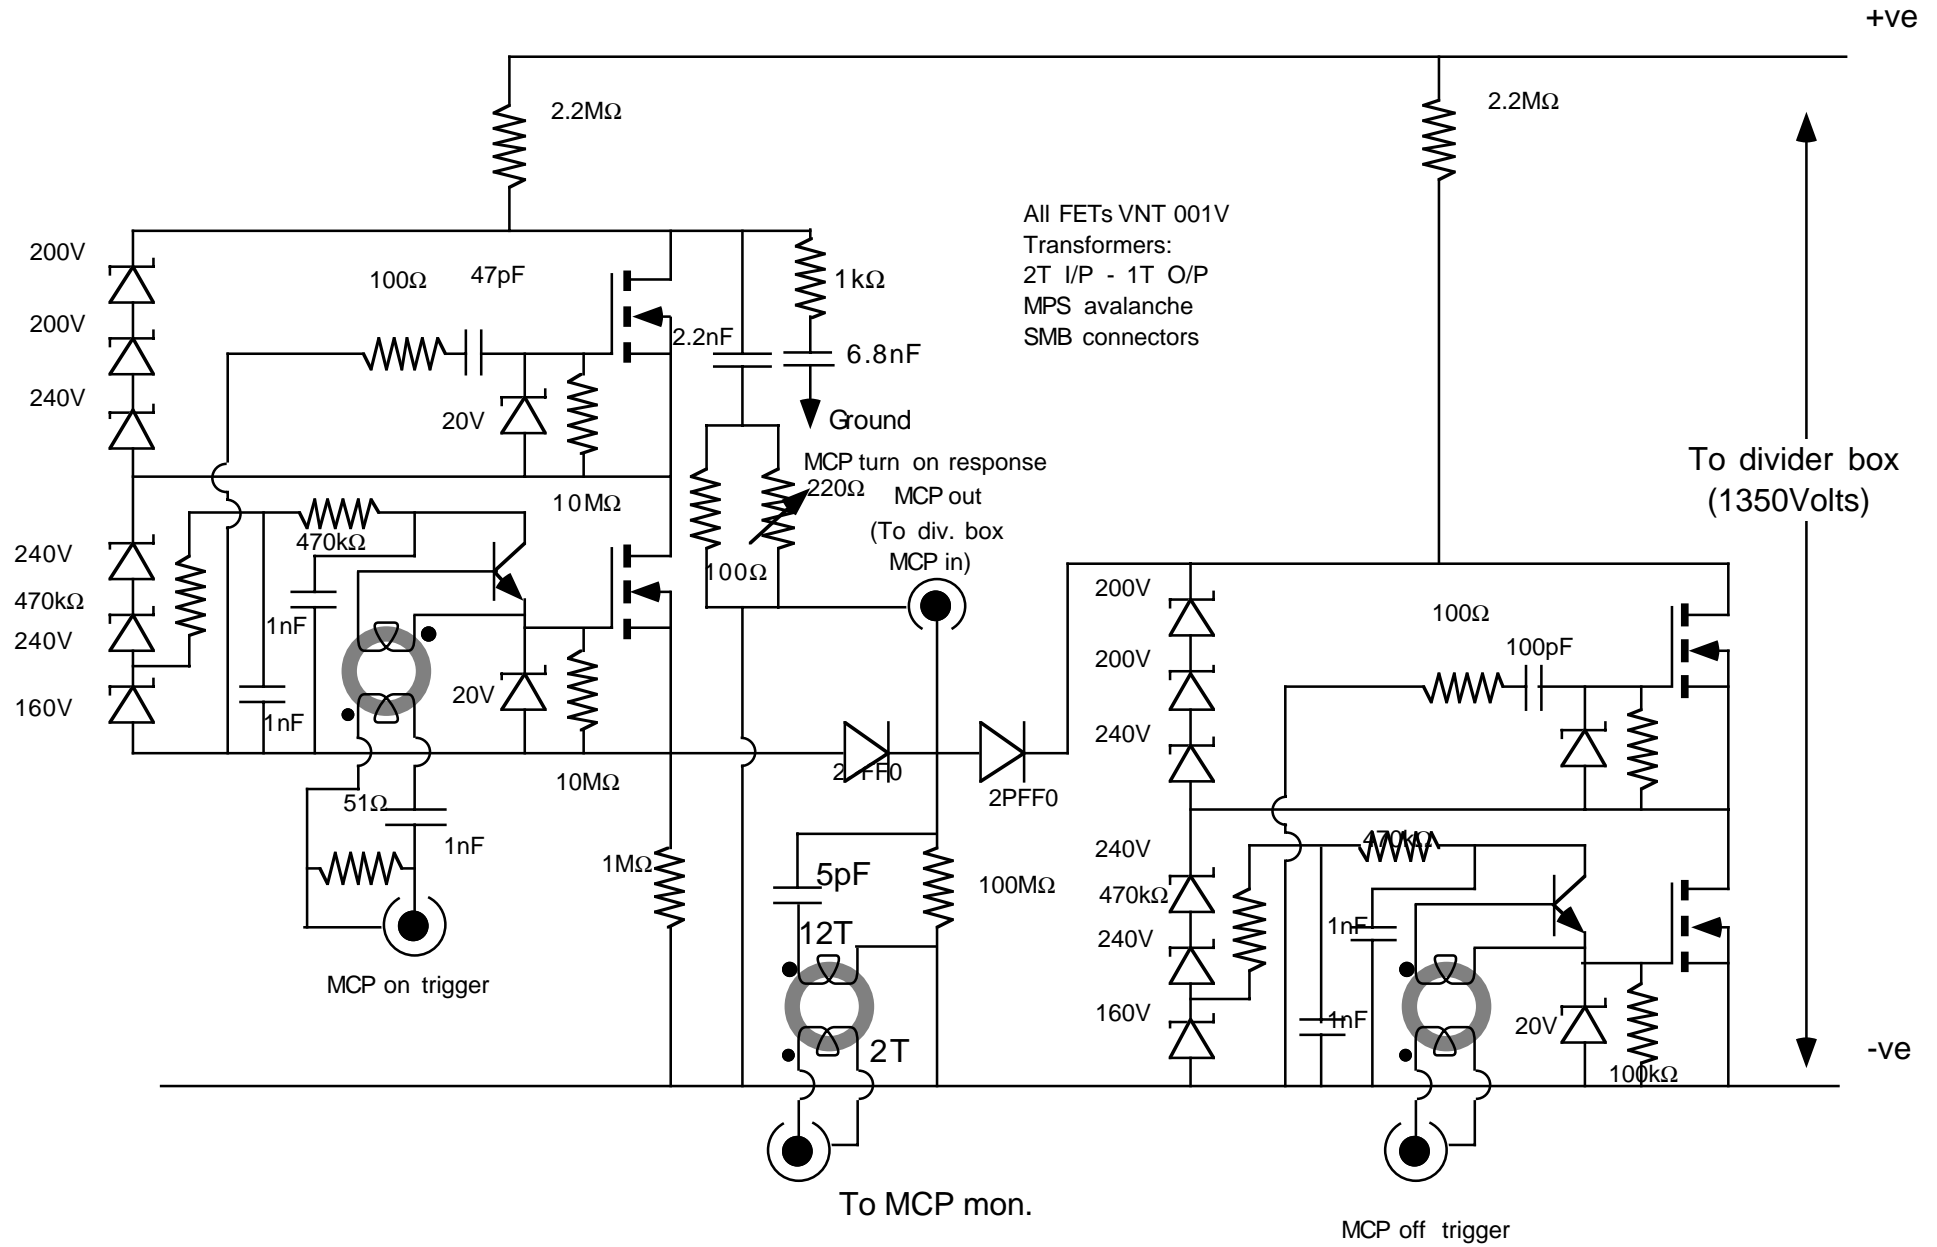 +ve
2.2MΩ
2.2MΩ
All FETs VNT 001V
Transformers:
2T I/P - 1T O/P
MPS avalanche
SMB connectors
200V
200V
240V
100Ω
47pF
20V
10MΩ
2.2nF
1kΩ
6.8nF
Ground
MCP turn on response
220Ω
MCP out
(To div. box
MCP in)
100Ω
To divider box
(1350Volts)
240V
470kΩ
240V
160V
470kΩ
1nF
1nF
20V
10MΩ
51Ω
1nF
MCP on trigger
1MΩ
2PFF0
2PFF0
5pF
12T
2T
100MΩ
To MCP mon.
200V
200V
240V
100Ω
100pF
240V
470kΩ
240V
160V
470kΩ
1nF
1nF
20V
100kΩ
-ve
MCP off trigger